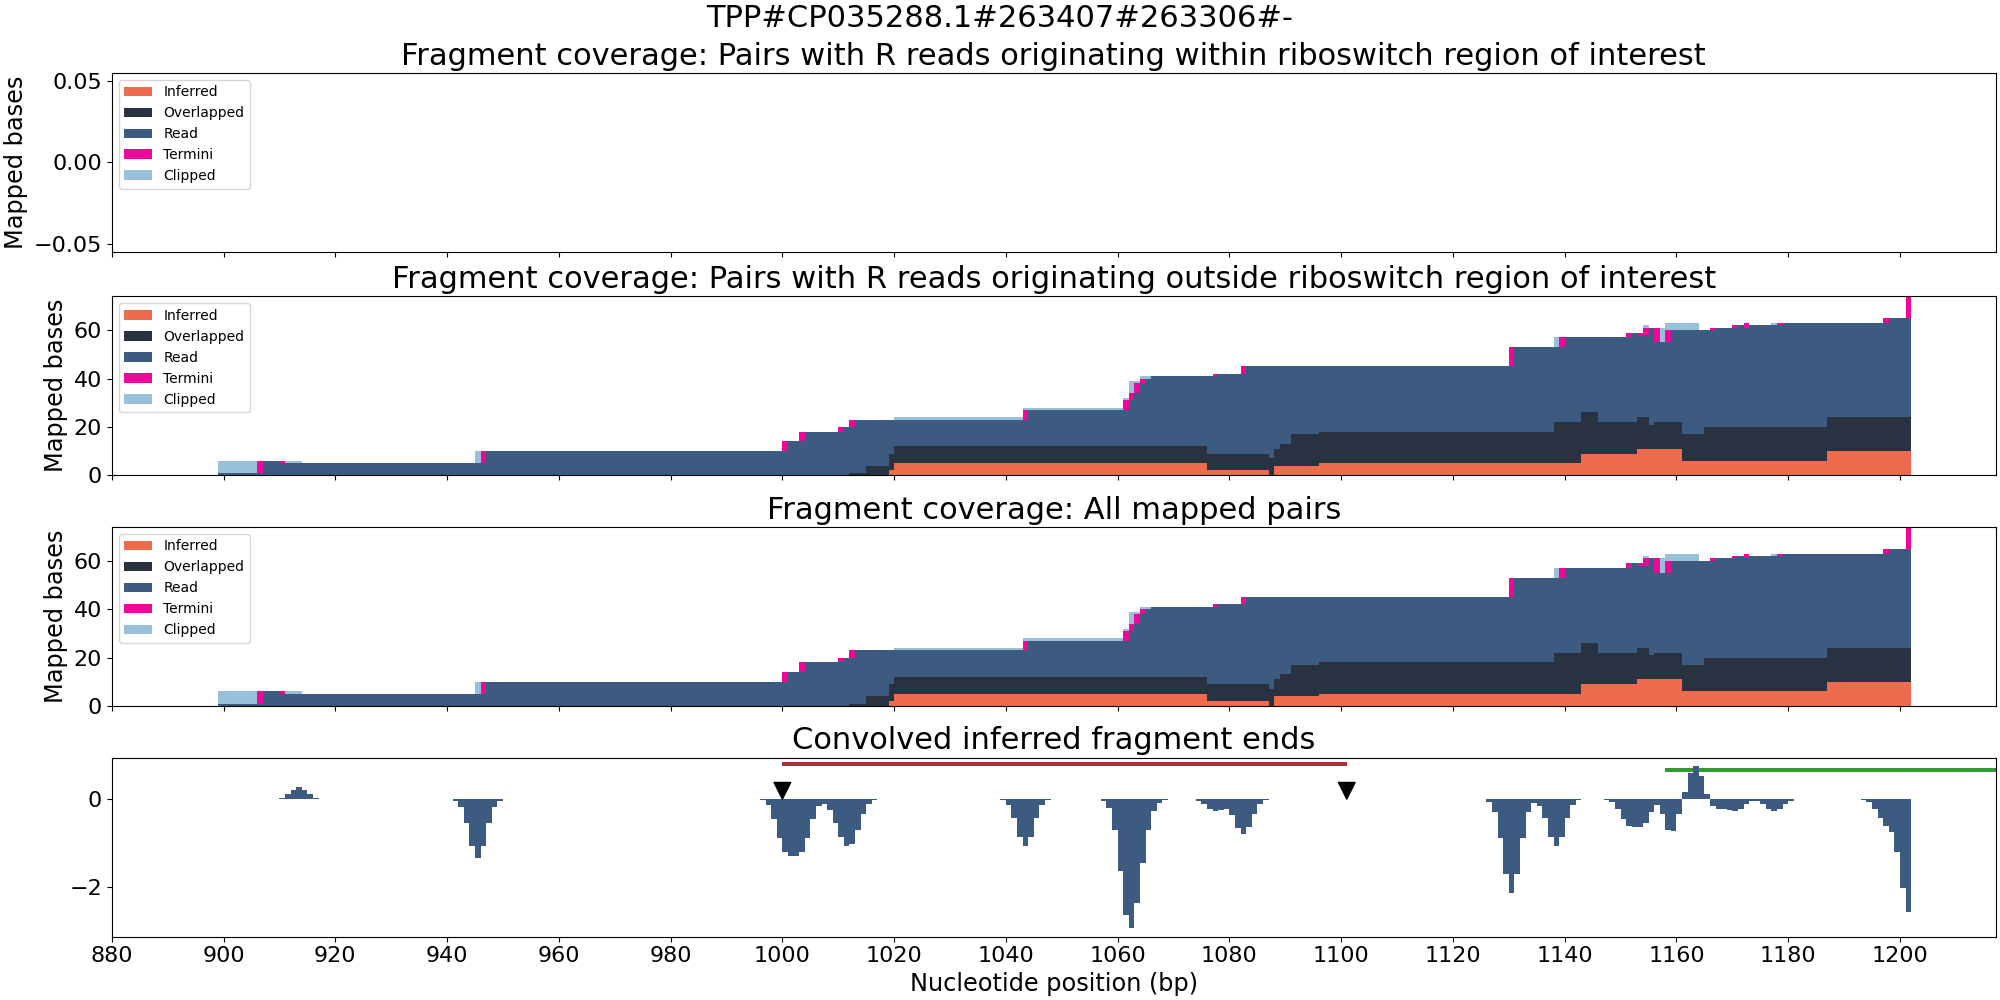 TPP#CP035288.1#263407#263306#-
Fragment coverage: Pairs with R reads originating within riboswitch region of interest
Mapped bases
0.05
0.00
−0.05
Inferred
Overlapped
Read
Termini
Clipped
Fragment coverage: Pairs with R reads originating outside riboswitch region of interest
Mapped bases
60
40
20
0
Inferred
Overlapped
Read
Termini
Clipped
Fragment coverage: All mapped pairs
Mapped bases
60
40
20
0
Inferred
Overlapped
Read
Termini
Clipped
Convolved inferred fragment ends
0
−2
880 900 920 940 960 980 1000 1020 1040 1060 1080 1100 1120 1140 1160 1180 1200
Nucleotide position (bp)